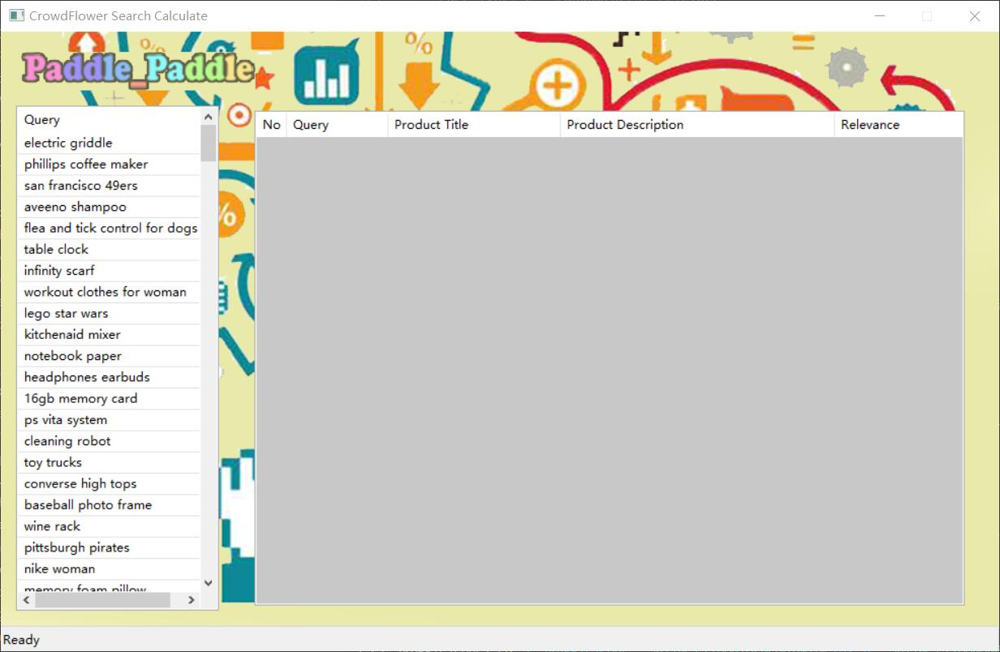 CrowdFlower Search Calculate
Paddle_Paddle
%
%
%
Query
electric griddle
phillips coffee maker
san francisco 49ers
aveeno shampoo
flea and tick control for dogs
table clock
infinity scarf
workout clothes for woman
lego star wars
kitchenaid mixer
notebook paper
headphones earbuds
16gb memory card
ps vita system
cleaning robot
toy trucks
converse high tops
baseball photo frame
wine rack
pittsburgh pirates
nike woman
memory foam pillow
No Query Product Title Product Description Relevance
Ready